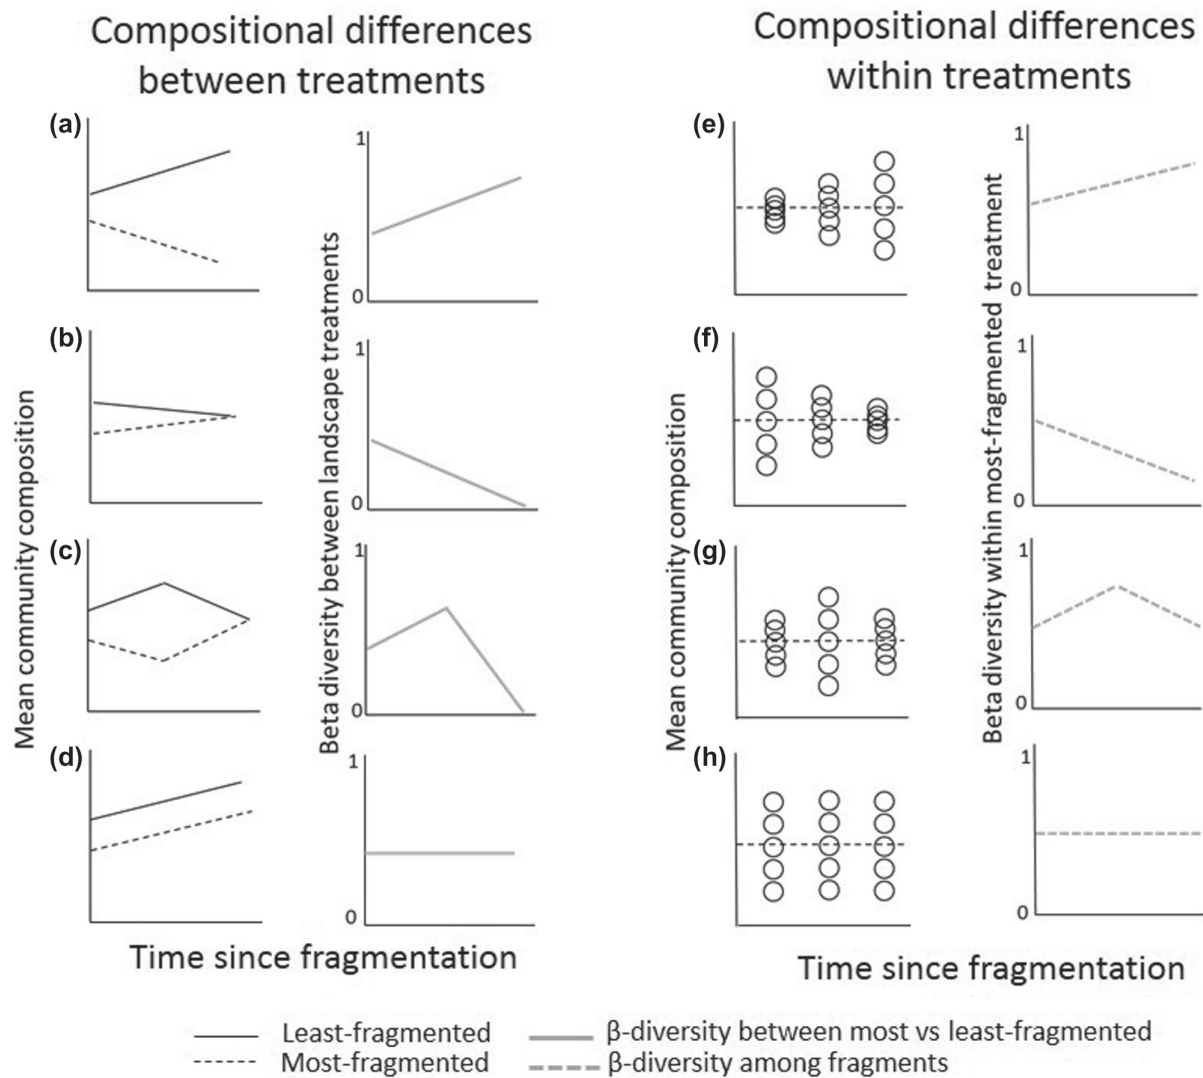 Compositional differences
between treatments
Compositional differences
within treatments
(a)
1
0
(b)
1
0
(c)
1
0
(d)
1
0
Mean community composition
Beta diversity between landscape treatments
Time since fragmentation
(e)
1
0
(f)
1
0
(g)
1
0
(h)
1
0
Mean community composition
Beta diversity within most-fragmented treatment
Time since fragmentation
Least-fragmented
Most-fragmented
β-diversity between most vs least-fragmented
β-diversity among fragments